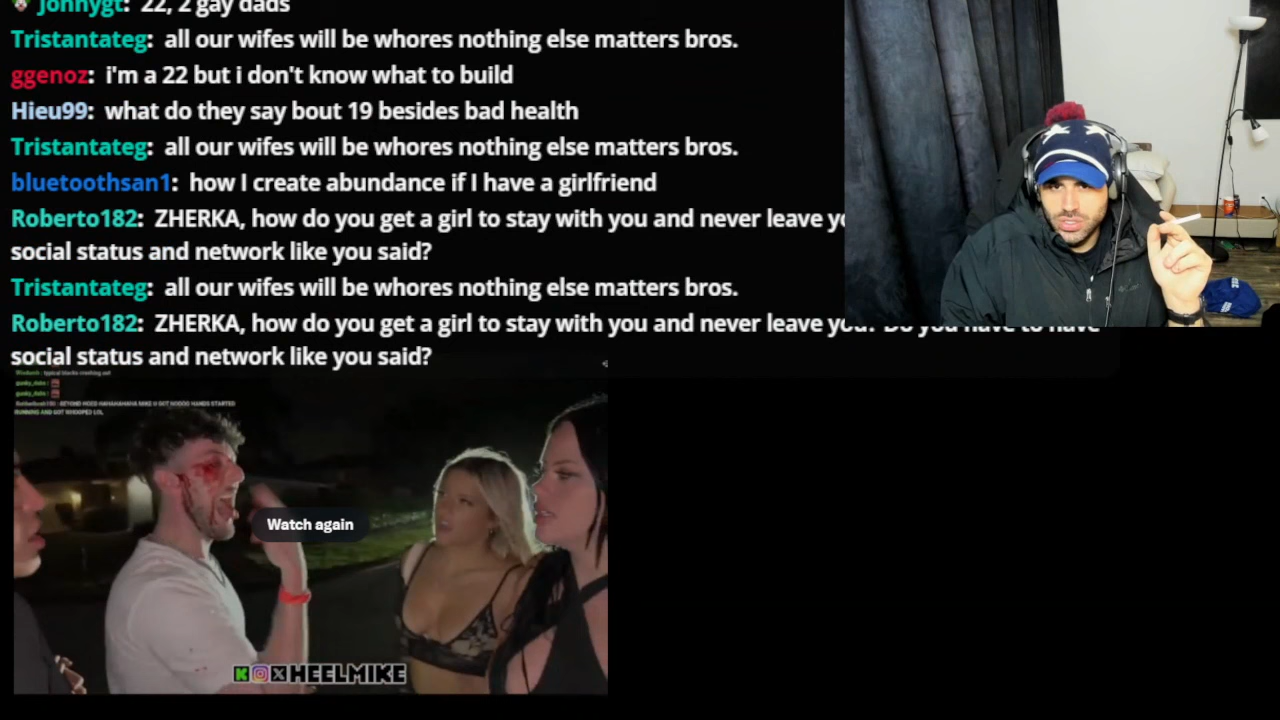 jonnygt: 22, 2 gay dads
Tristantateg: all our wifes will be whores nothing else matters bros.
ggenoz: i'm a 22 but i don't know what to build
Hieu99: what do they say bout 19 besides bad health
Tristantateg: all our wifes will be whores nothing else matters bros.
bluetoothsan1: how I create abundance if I have a girlfriend
Roberto182: ZHERKA, how do you get a girl to stay with you and never leave
social status and network like you said?
Tristantateg: all our wifes will be whores nothing else matters bros.
Roberto182: ZHERKA, how do you get a girl to stay with you and never leave you? Do you have to have
social status and network like you said?
Watch again
HEELMIKE